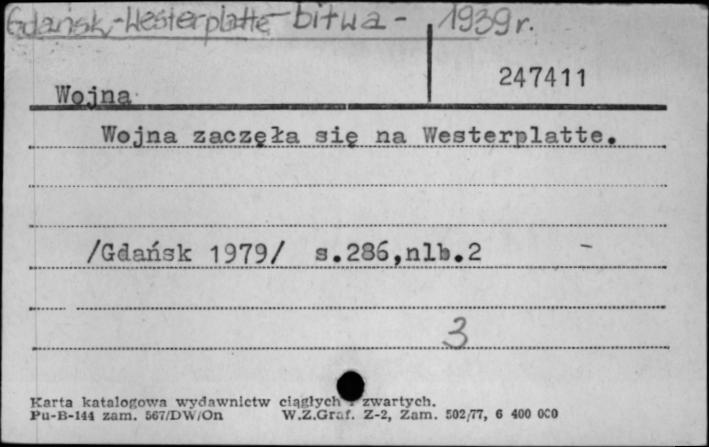 Gdańsk-Westerplatte-bitwa- 1939r.
247411
Wojna
Wojna zaczęła się na Westerplatte.
/Gdańsk 1979/ s.286,nlb.2 -
3
Karta katalogowa wydawnictw ciągłych i zwartych.
Pu-B-144 zam. 567/DW/On W.Z.Graf. Z-2, Zam. 502/77, 6 400 000